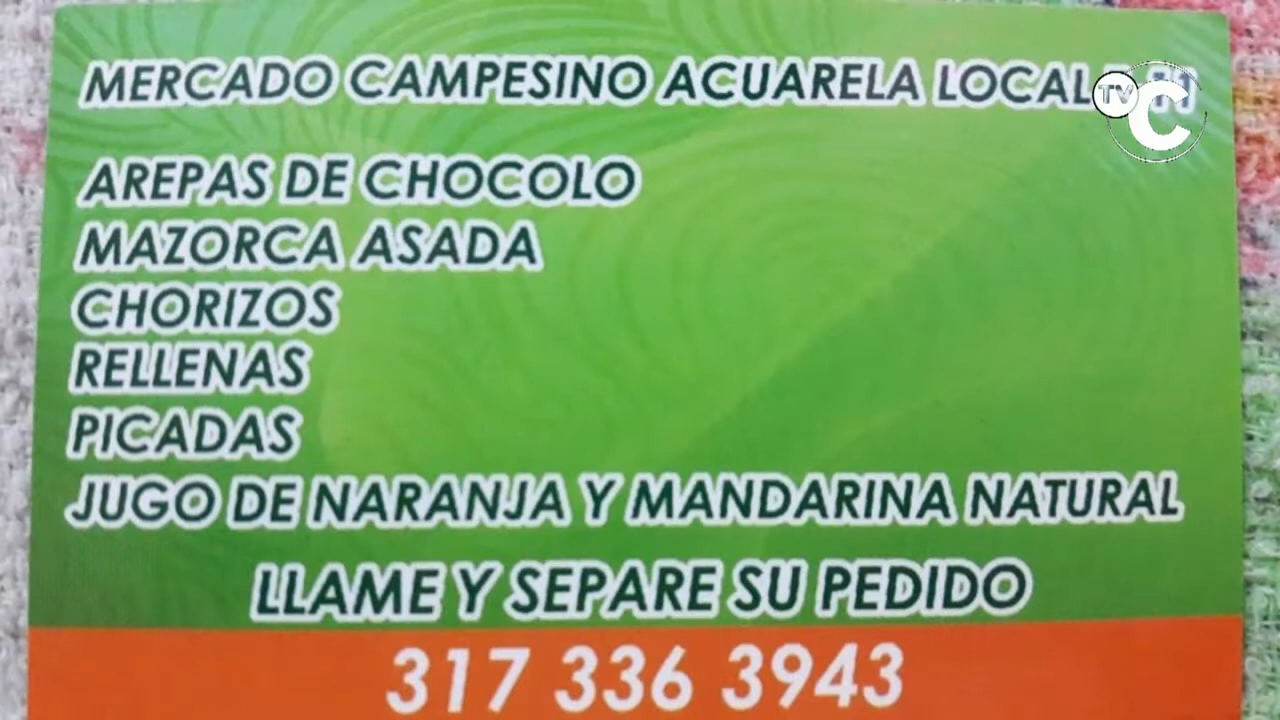 MERCADO CAMPESINO ACUARELA LOCAL
TV C
AREPAS DE CHOCOLO
MAZORCA ASADA
CHORIZOS
RELLENAS
PICADAS
JUGO DE NARANJA Y MANDARINA NATURAL
LLAME Y SEPARE SU PEDIDO
317 336 3943